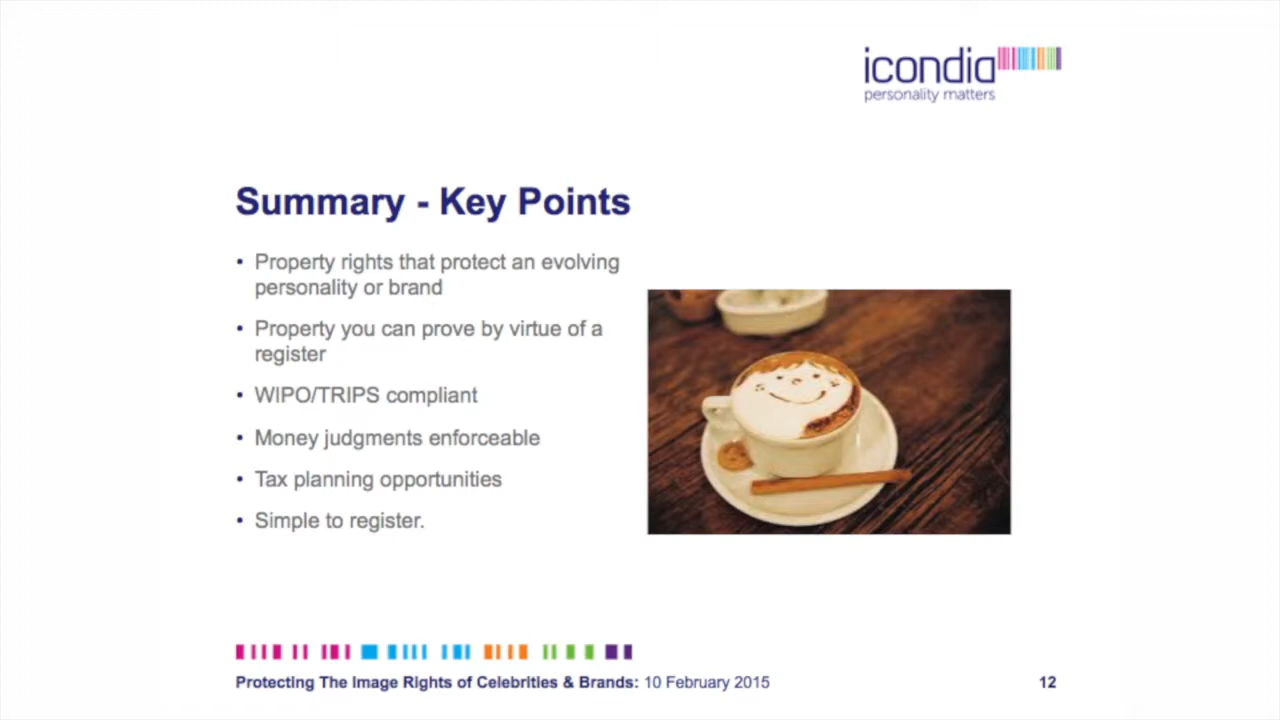 icondia
personality matters
Summary - Key Points
• Property rights that protect an evolving
personality or brand
• Property you can prove by virtue of a
register
• WIPO/TRIPS compliant
• Money judgments enforceable
• Tax planning opportunities
• Simple to register.
Protecting The Image Rights of Celebrities & Brands: 10 February 2015
12